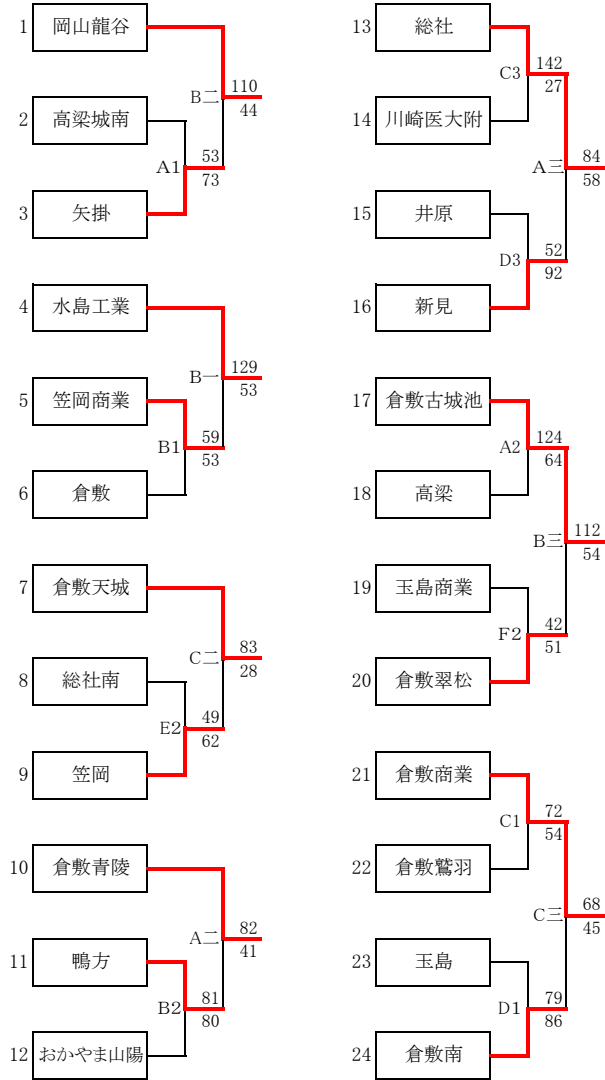 1 岡山龍谷
B二 110
44
2 高梁城南
A1 53
73
3 矢掛
4 水島工業
B一 129
53
5 笠岡商業
B1 59
53
6 倉敷
7 倉敷天城
C二 83
28
8 総社南
E2 49
62
9 笠岡
10 倉敷青陵
A二 82
41
11 鴨方
B2 81
80
12 おかやま山陽
13 総社
C3 142
27
14 川崎医大附
A三 84
58
15 井原
D3 52
92
16 新見
17 倉敷古城池
A2 124
64
18 高梁
B三 112
54
19 玉島商業
F2 42
51
20 倉敷翠松
21 倉敷商業
C1 72
54
22 倉敷鷲羽
C三 68
45
23 玉島
D1 79
86
24 倉敷南